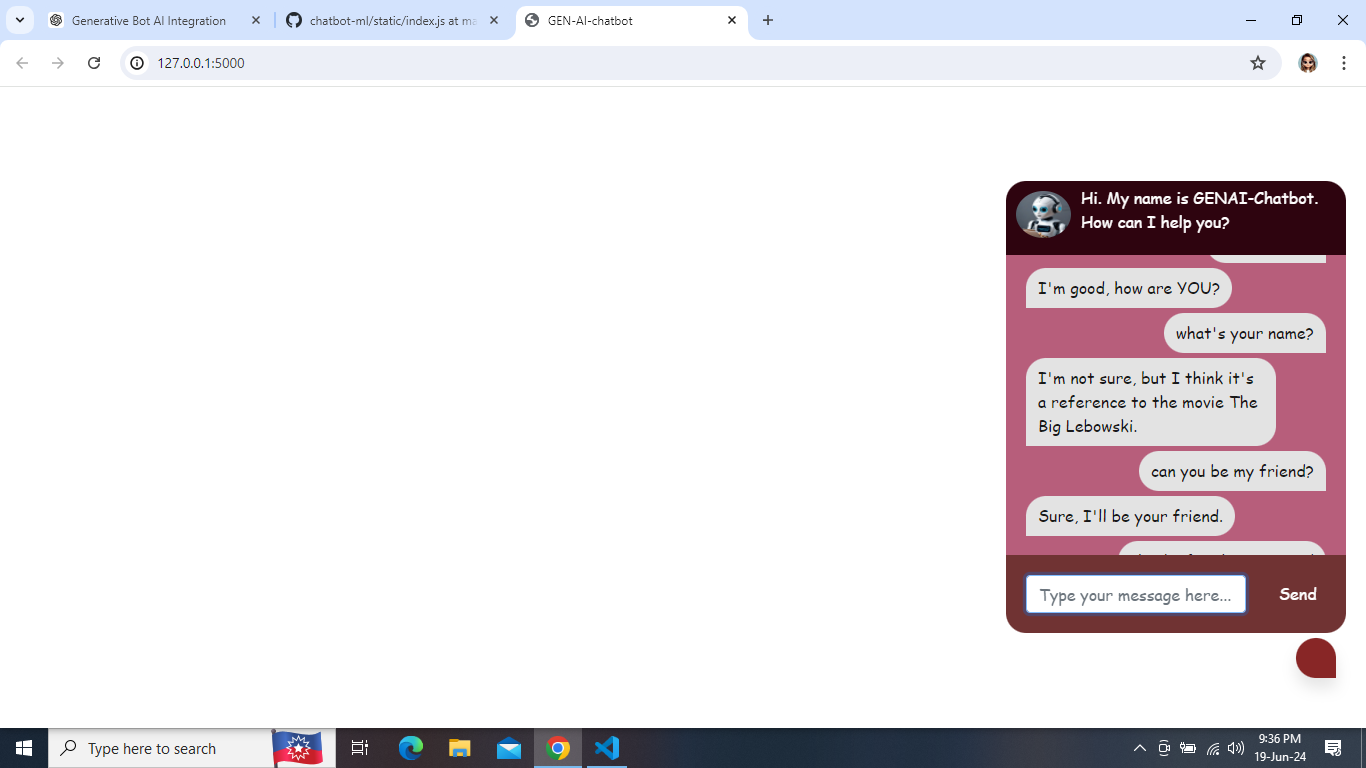 Generative Bot AI Integration
chatbot-ml/static/index.js at ma
GEN-AI-chatbot
127.0.0.1:5000
Hi. My name is GENAI-Chatbot.
How can I help you?
I'm good, how are YOU?
what's your name?
I'm not sure, but I think it's
a reference to the movie The
Big Lebowski.
can you be my friend?
Sure, I'll be your friend.
Type your message here...
Send
Type here to search
9:36 PM
19-Jun-24